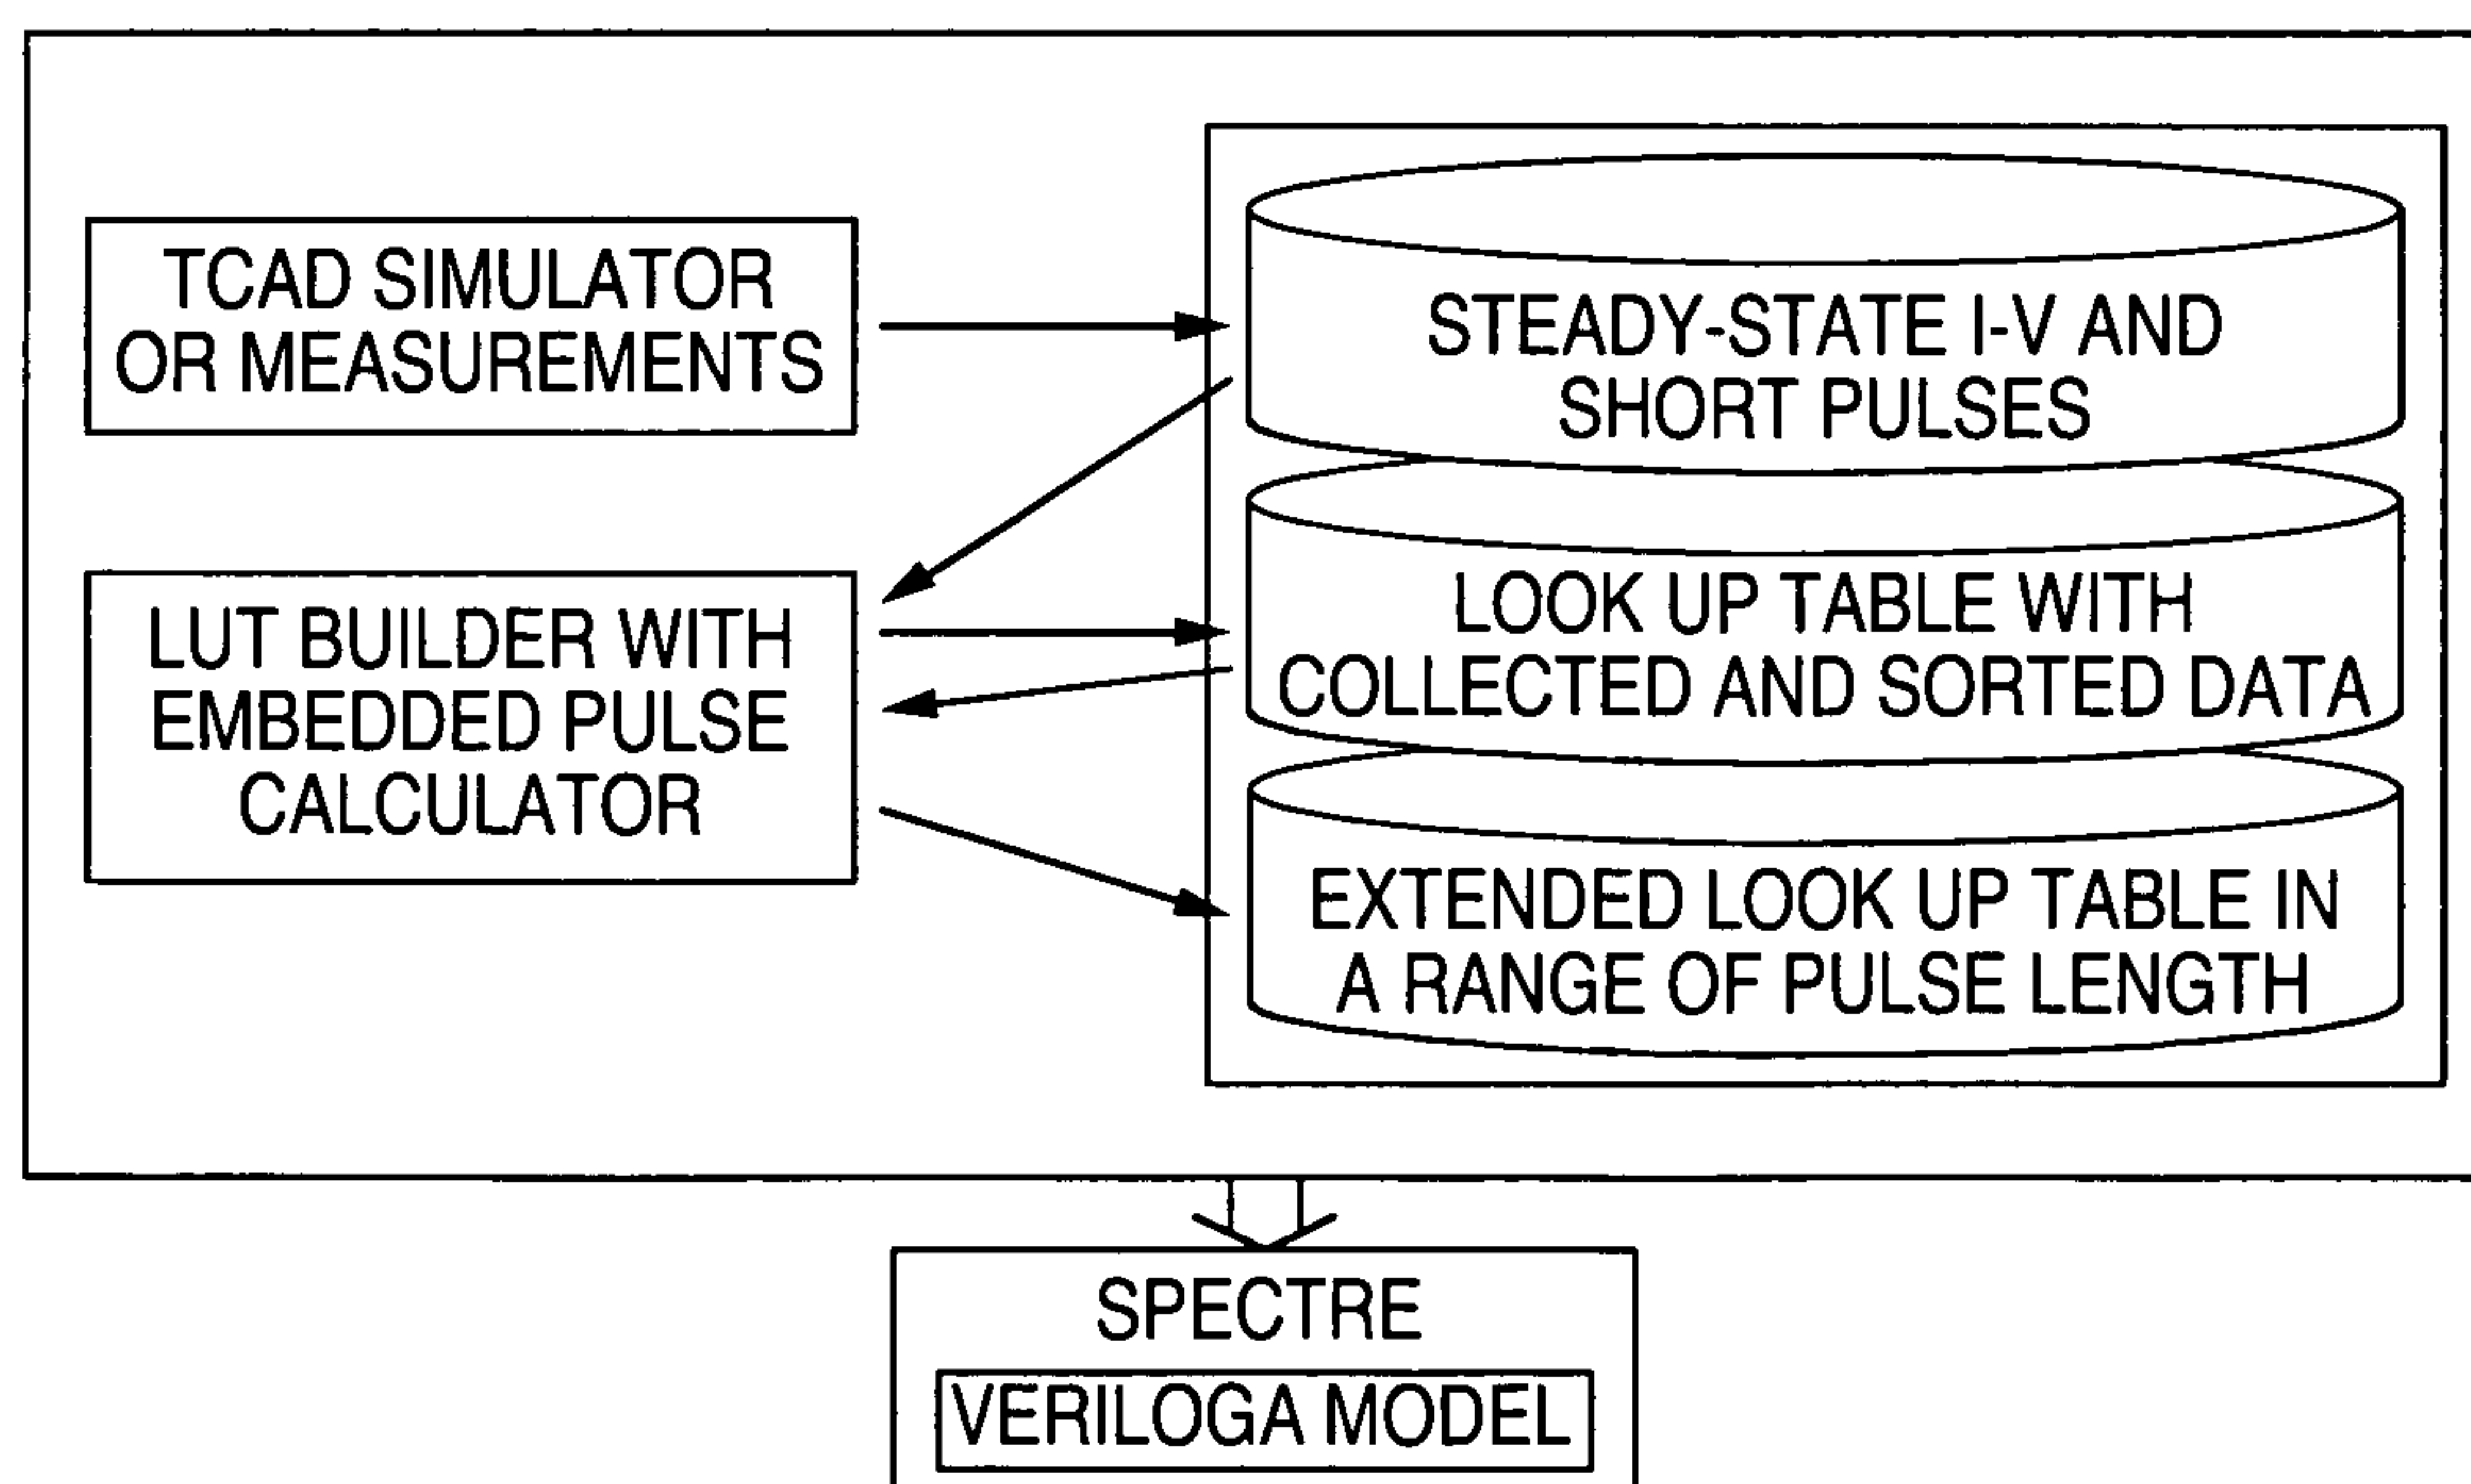 TCAD SIMULATOR
OR MEASUREMENTS
STEADY-STATE I-V AND
SHORT PULSES
LUT BUILDER WITH
EMBEDDED PULSE
CALCULATOR
LOOK UP TABLE WITH
COLLECTED AND SORTED DATA
EXTENDED LOOK UP TABLE IN
A RANGE OF PULSE LENGTH
SPECTRE
VERILOGA MODEL